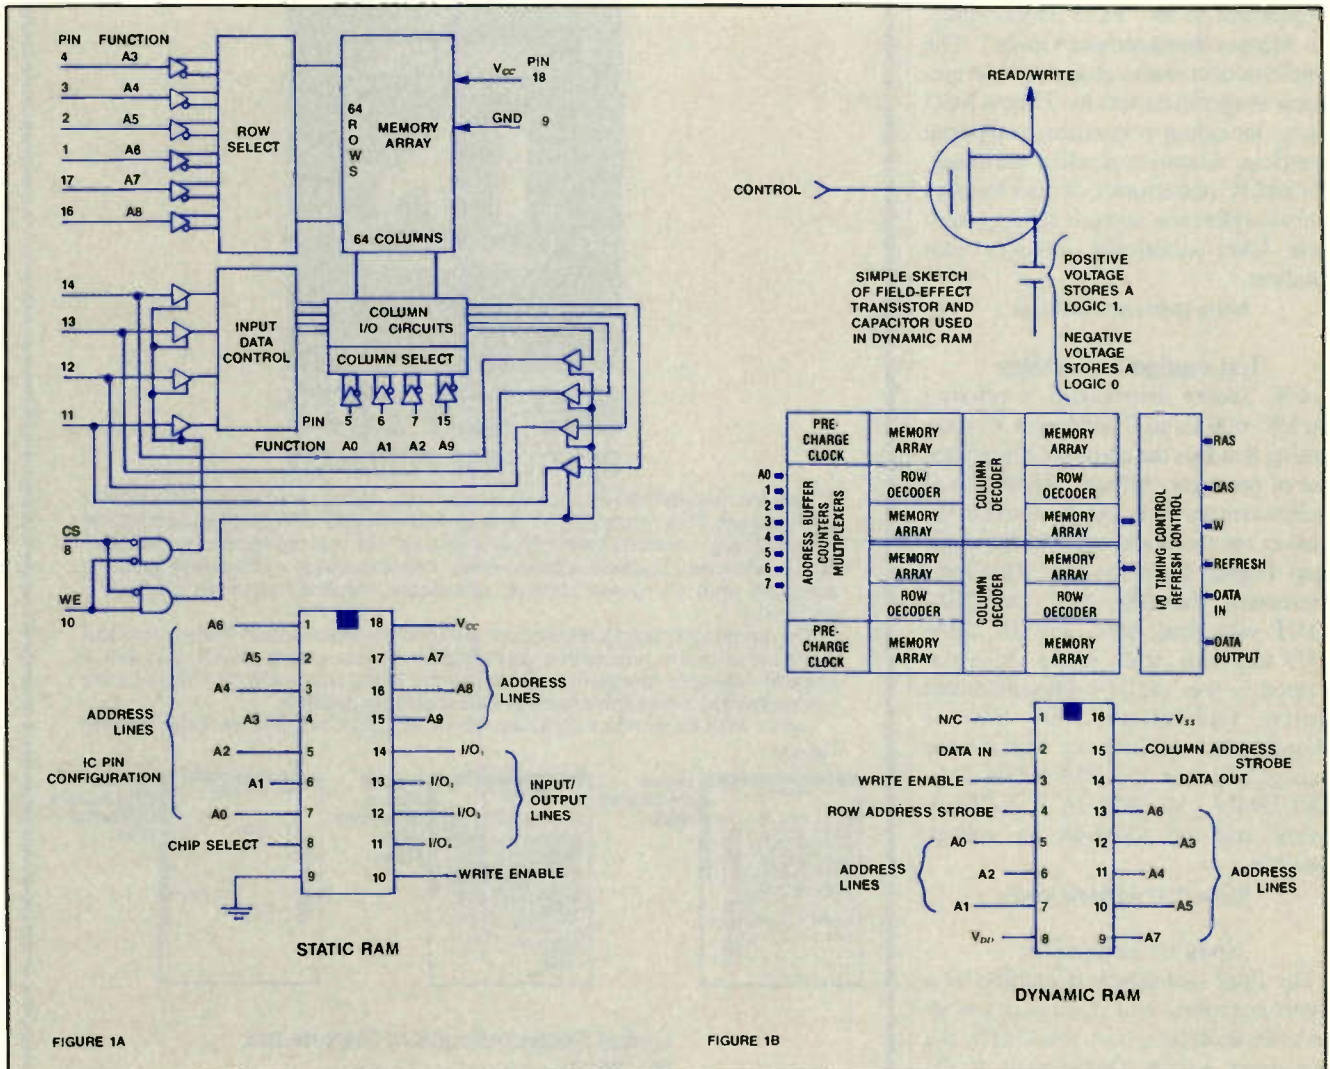 PIN FUNCTION
4 A3
3 A4
2 A5
1 A6
17 A7
16 A8
ROW
SELECT
64
ROWS
MEMORY
ARRAY
64 COLUMNS
VCC PIN
18
GND 9
14
13
12
11
INPUT
DATA
CONTROL
COLUMN
I/O CIRCUITS
COLUMN SELECT
PIN 5 6 7 15
FUNCTION A0 A1 A2 A9
CS
8
WE
10
A6 1
A5 2
A4 3
A3 4
A2 5
A1 6
A0 7
CHIP SELECT 8
9
ADDRESS
LINES
IC PIN
CONFIGURATION
18 VCC
17 A7
16 A8
15 A9
ADDRESS
LINES
14 I/O1
13 I/O2
12 I/O3
11 I/O4
INPUT/
OUTPUT
LINES
10 WRITE ENABLE
STATIC RAM
FIGURE 1A
READ/WRITE
CONTROL
SIMPLE SKETCH
OF FIELD-EFFECT
TRANSISTOR AND
CAPACITOR USED
IN DYNAMIC RAM
POSITIVE
VOLTAGE
STORES A
LOGIC 1.
NEGATIVE
VOLTAGE
STORES A
LOGIC 0
PRE-
CHARGE
CLOCK
A0
1
2
3
4
5
6
7
ADDRESS BUFFER
COUNTERS
MULTIPLEXERS
PRE-
CHARGE
CLOCK
MEMORY
ARRAY
ROW
DECODER
MEMORY
ARRAY
MEMORY
ARRAY
ROW
DECODER
MEMORY
ARRAY
COLUMN
DECODER
COLUMN
DECODER
MEMORY
ARRAY
ROW
DECODER
MEMORY
ARRAY
MEMORY
ARRAY
ROW
DECODER
MEMORY
ARRAY
I/O TIMING CONTROL
REFRESH CONTROL
RAS
CAS
W
REFRESH
DATA
IN
DATA
OUTPUT
N/C 1
DATA IN 2
WRITE ENABLE 3
ROW ADDRESS STROBE 4
A0 5
A2 6
A1 7
ADDRESS
LINES
VDD 8
16 VSS
15 COLUMN ADDRESS
STROBE
14 DATA OUT
13 A6
12 A3
11 A4
10 A5
9 A7
ADDRESS
LINES
DYNAMIC RAM
FIGURE 1B